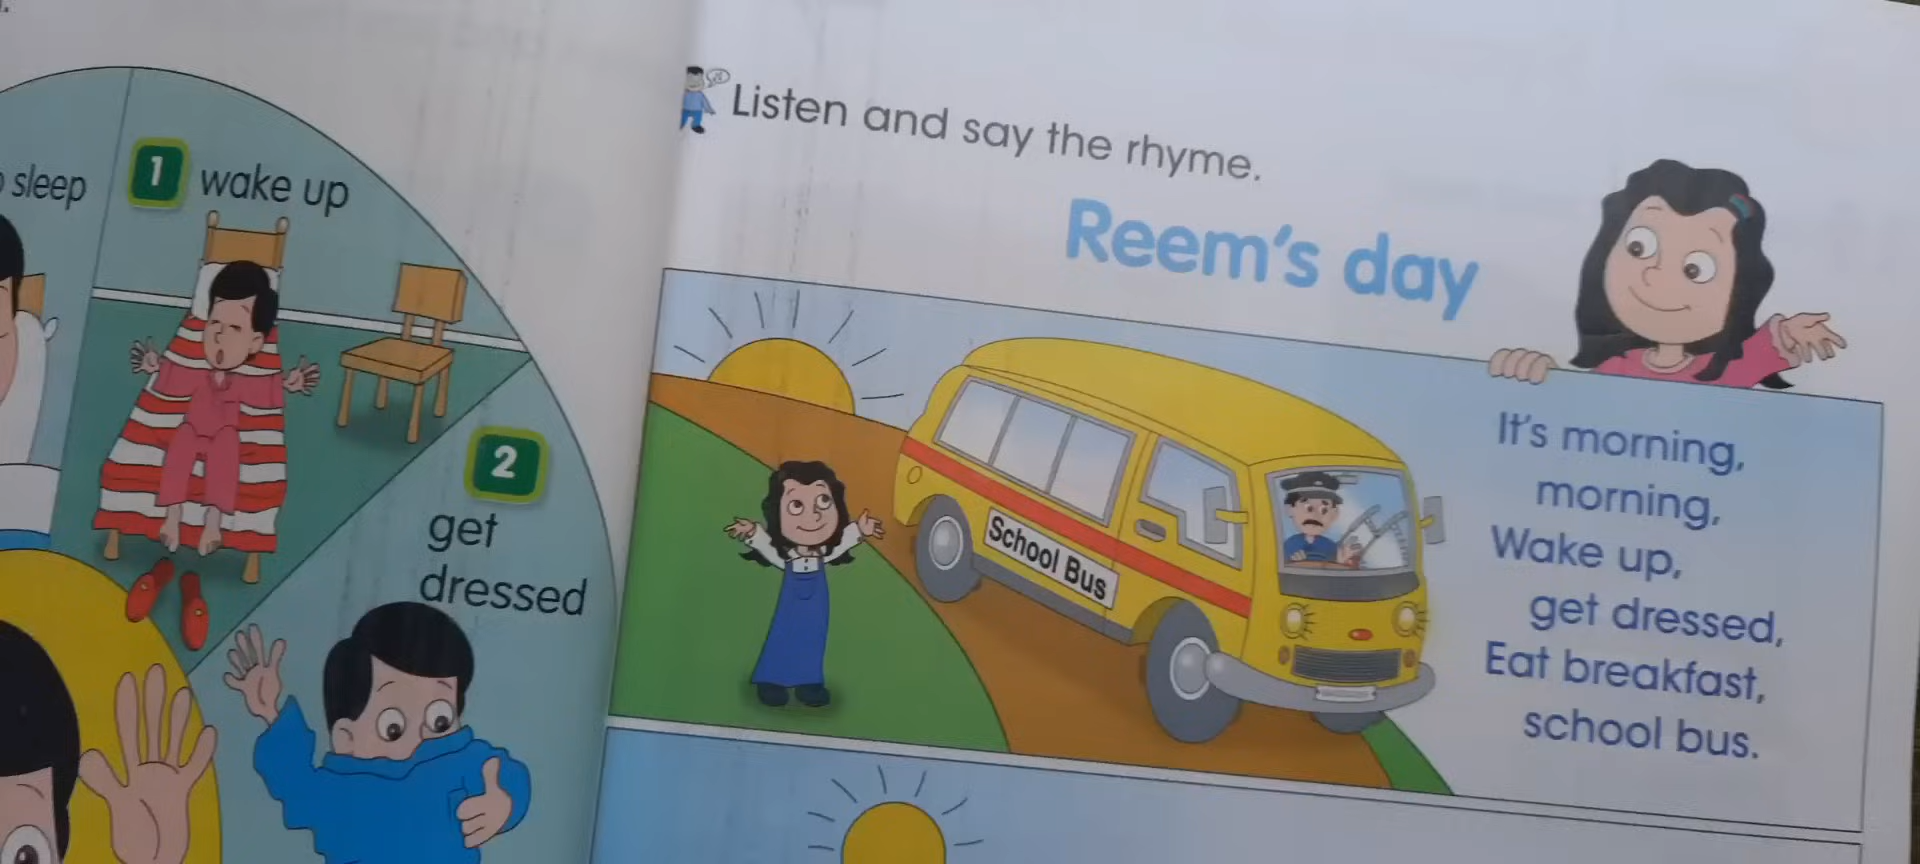 sleep
1 wake up
2
get
dressed
Listen and say the rhyme.
Reem's day
School Bus
It's morning,
morning,
Wake up,
get dressed,
Eat breakfast,
school bus.